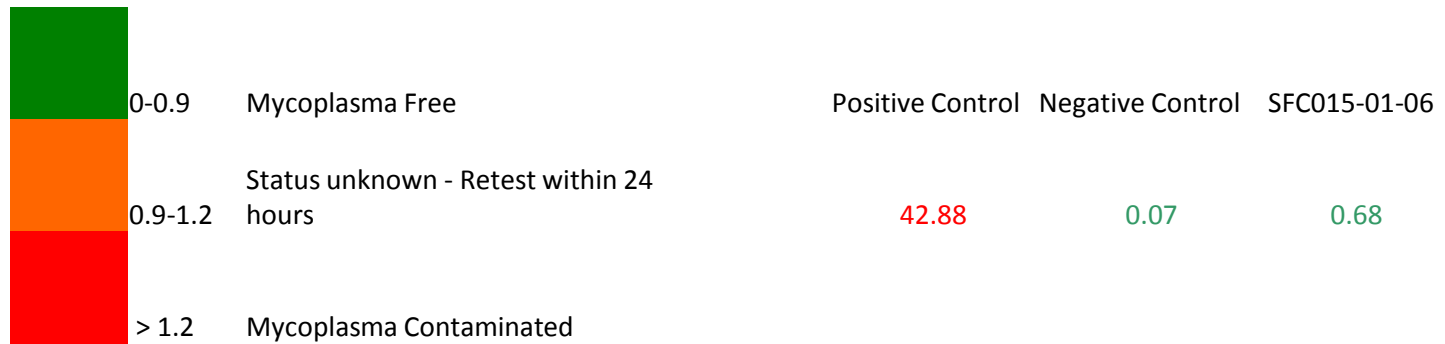 0-0.9 Mycoplasma Free Positive Control Negative Control SFC015-01-06
Status unknown - Retest within 24
0.9-1.2 hours 42.88 0.07 0.68
> 1.2 Mycoplasma Contaminated